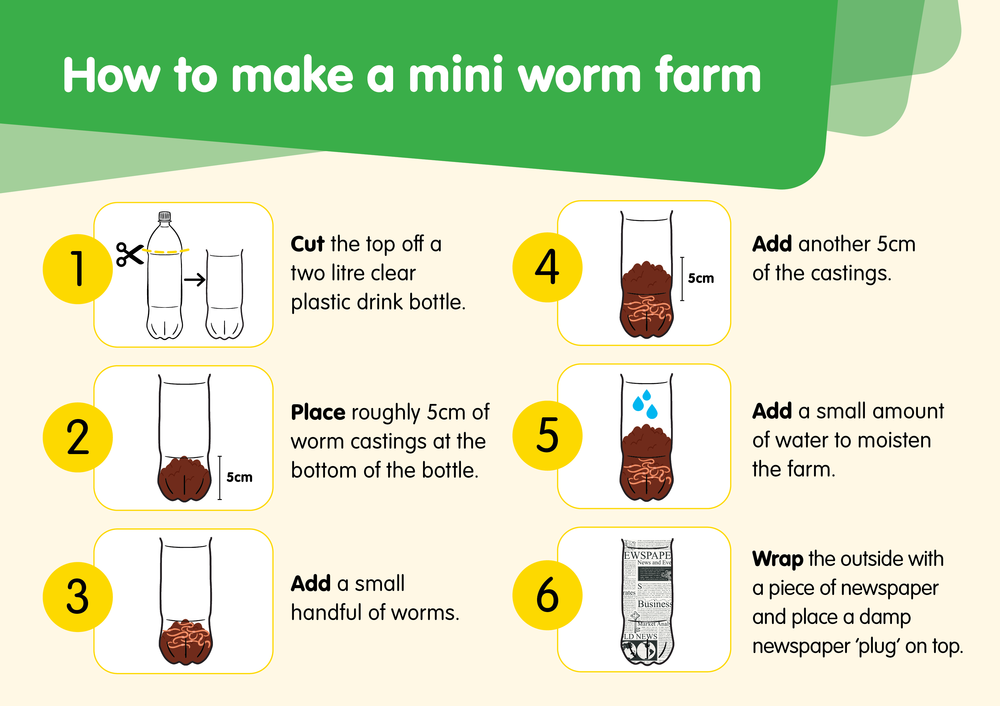 How to make a mini worm farm
1
Cut the top off a
two litre clear
plastic drink bottle.
2
5cm
Place roughly 5cm of
worm castings at the
bottom of the bottle.
3
Add a small
handful of worms.
4
5cm
Add another 5cm
of the castings.
5
Add a small amount
of water to moisten
the farm.
6
EWSPAPE
News and Eve
rates
Business
Market Analy
LD NEWS
Wrap the outside with
a piece of newspaper
and place a damp
newspaper ‘plug’ on top.